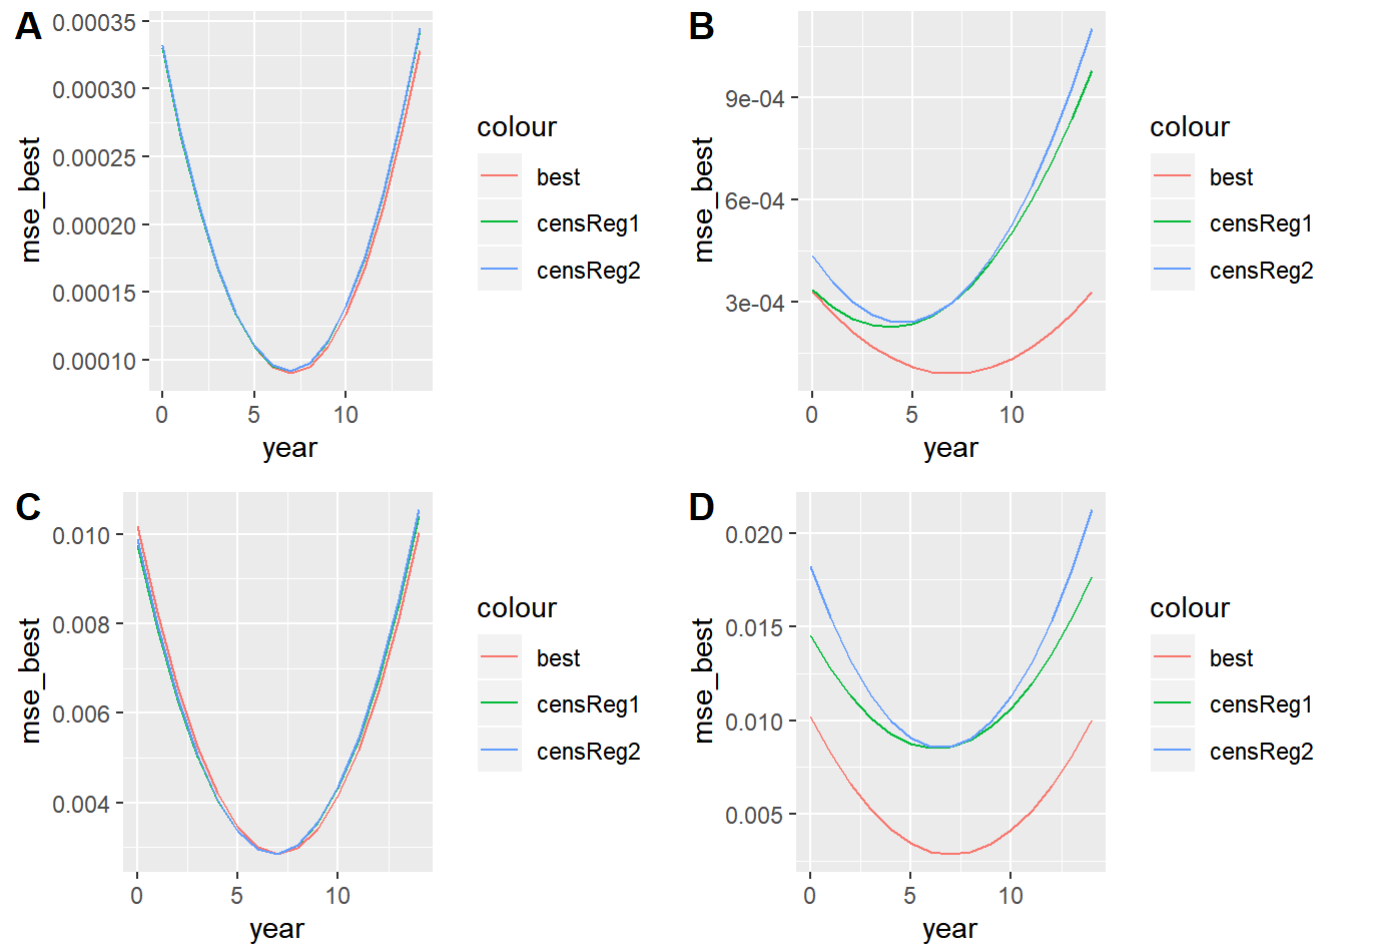 A
mse_best
0.00035
0.00030
0.00025
0.00020
0.00015
0.00010
0 5 10
year
colour
best
censReg1
censReg2
B
mse_best
9e-04
6e-04
3e-04
0 5 10
year
colour
best
censReg1
censReg2
C
mse_best
0.010
0.008
0.006
0.004
0 5 10
year
colour
best
censReg1
censReg2
D
mse_best
0.020
0.015
0.010
0.005
0 5 10
year
colour
best
censReg1
censReg2